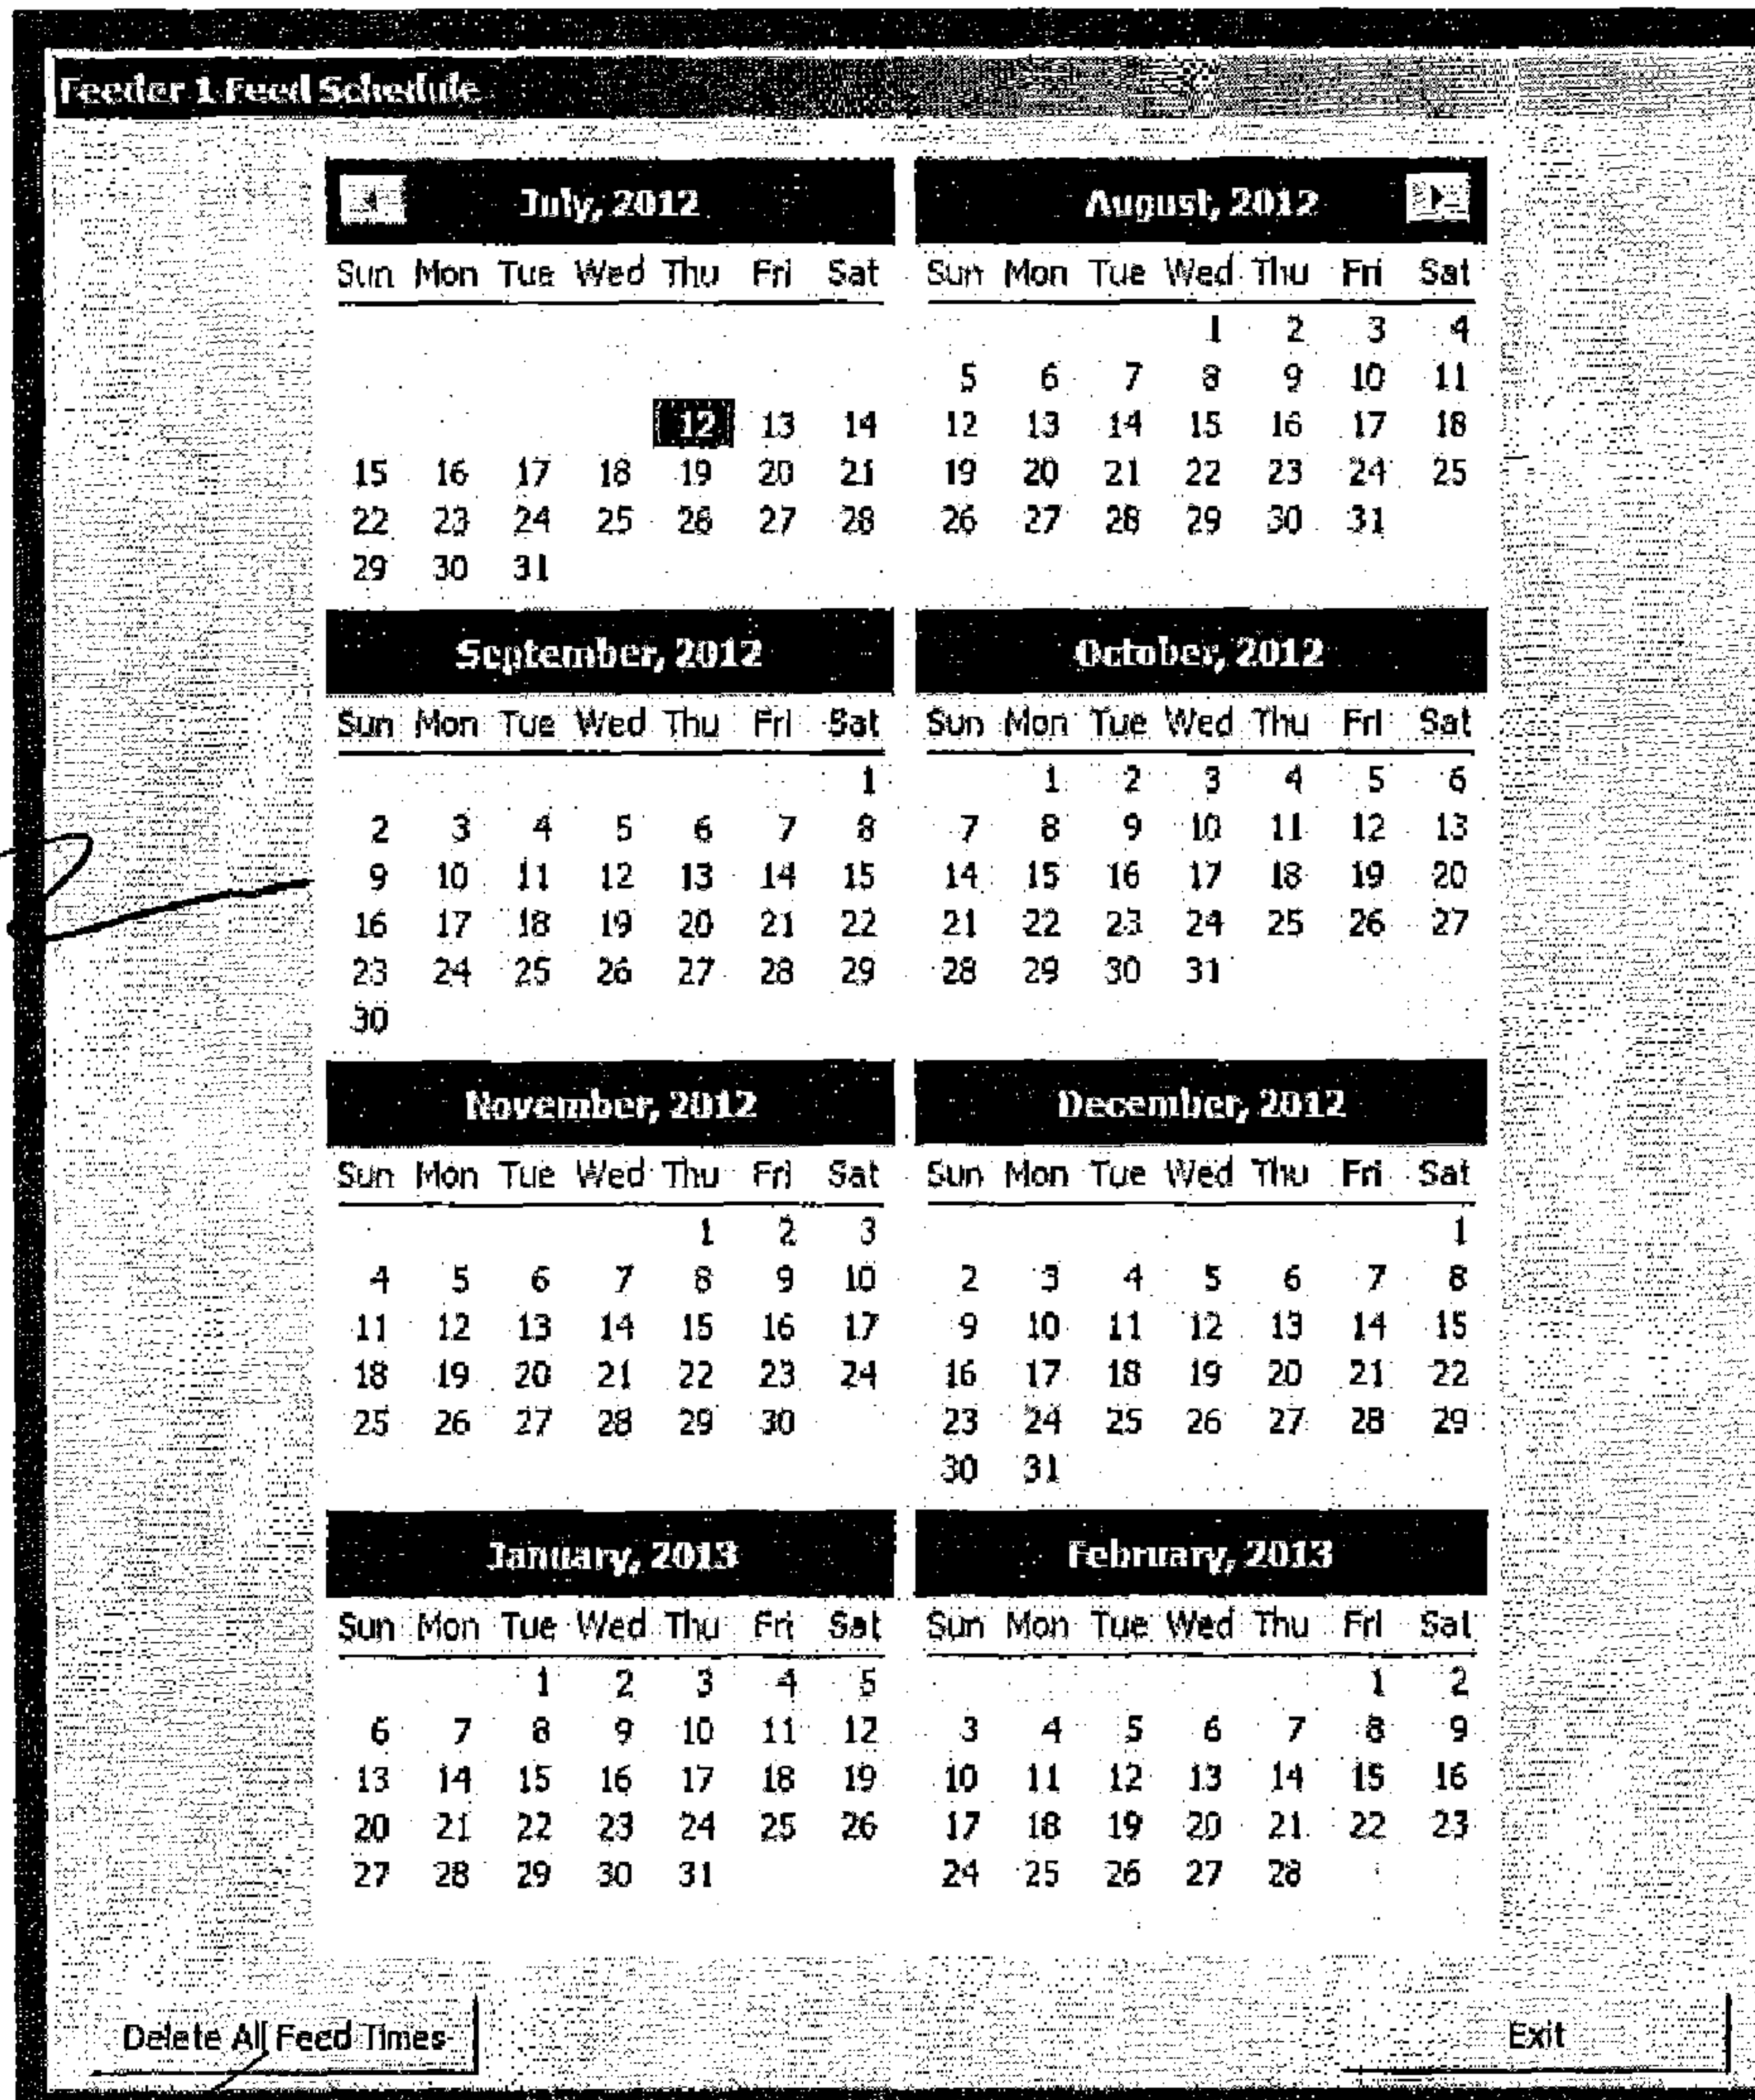 Feeder 1 Feed Schedule
July, 2012
Sun Mon Tue Wed Thu Fri Sat
12 13 14
15 16 17 18 19 20 21
22 23 24 25 26 27 28
29 30 31
August, 2012
Sun Mon Tue Wed Thu Fri Sat
1 2 3 4
5 6 7 8 9 10 11
12 13 14 15 16 17 18
19 20 21 22 23 24 25
26 27 28 29 30 31
September, 2012
Sun Mon Tue Wed Thu Fri Sat
1
2 3 4 5 6 7 8
9 10 11 12 13 14 15
16 17 18 19 20 21 22
23 24 25 26 27 28 29
30
October, 2012
Sun Mon Tue Wed Thu Fri Sat
1 2 3 4 5 6
7 8 9 10 11 12 13
14 15 16 17 18 19 20
21 22 23 24 25 26 27
28 29 30 31
November, 2012
Sun Mon Tue Wed Thu Fri Sat
1 2 3
4 5 6 7 8 9 10
11 12 13 14 15 16 17
18 19 20 21 22 23 24
25 26 27 28 29 30
December, 2012
Sun Mon Tue Wed Thu Fri Sat
1
2 3 4 5 6 7 8
9 10 11 12 13 14 15
16 17 18 19 20 21 22
23 24 25 26 27 28 29
30 31
January, 2013
Sun Mon Tue Wed Thu Fri Sat
1 2 3 4 5
6 7 8 9 10 11 12
13 14 15 16 17 18 19
20 21 22 23 24 25 26
27 28 29 30 31
February, 2013
Sun Mon Tue Wed Thu Fri Sat
1 2
3 4 5 6 7 8 9
10 11 12 13 14 15 16
17 18 19 20 21 22 23
24 25 26 27 28
Delete All Feed Times
Exit